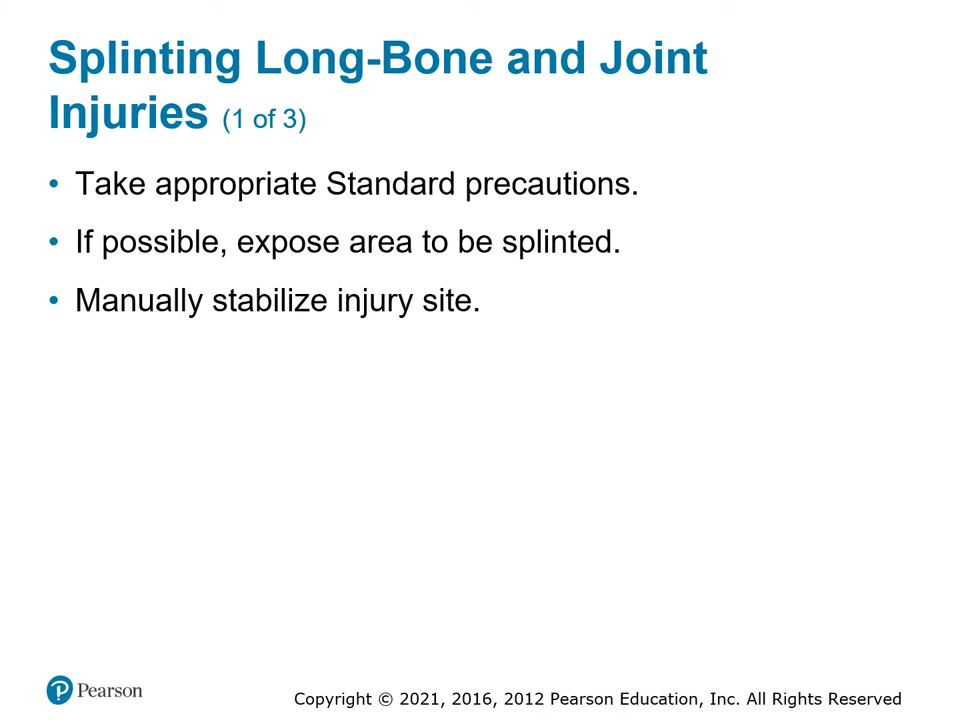 Splinting Long-Bone and Joint
Injuries (1 of 3)
• Take appropriate Standard precautions.
• If possible, expose area to be splinted.
• Manually stabilize injury site.
Pearson
Copyright © 2021, 2016, 2012 Pearson Education, Inc. All Rights Reserved